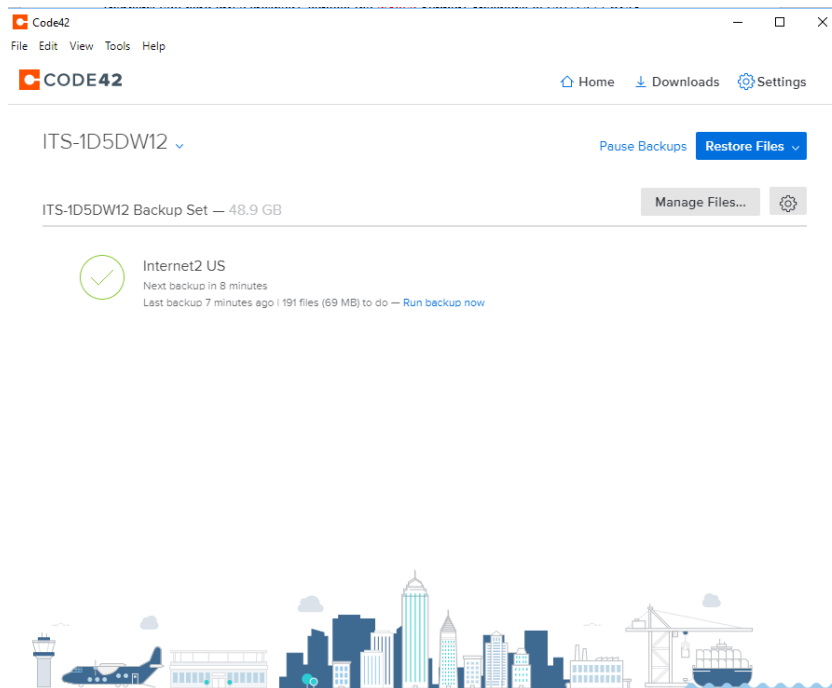 Code42
File Edit View Tools Help
CODE42
Home Downloads Settings
ITS-1D5DW12
Pause Backups Restore Files
ITS-1D5DW12 Backup Set — 48.9 GB
Manage Files...
Internet2 US
Next backup in 8 minutes
Last backup 7 minutes ago | 191 files (69 MB) to do — Run backup now